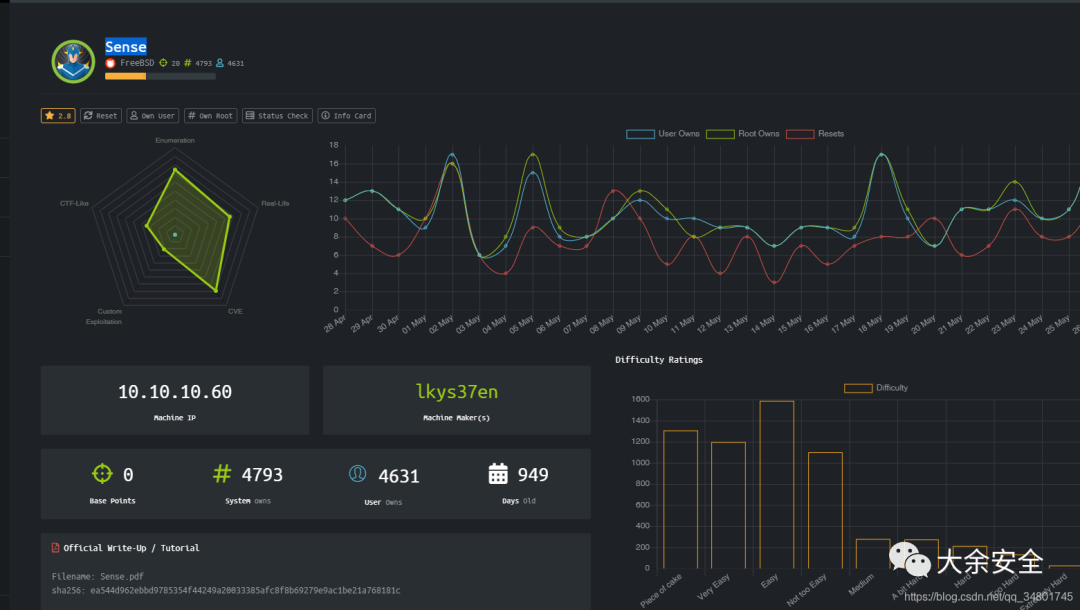 Sense
FreeBSD 20 # 4793 4631
2.8 Reset Own User # Own Root Status Check Info Card
Enumeration
Real-Life
CVE
Custom Exploitation
CTF-Like
User Owns Root Owns Resets
18
16
14
12
10
8
6
4
2
0
28 Apr 29 Apr 30 Apr 01 May 02 May 03 May 04 May 05 May 06 May 07 May 08 May 09 May 10 May 11 May 12 May 13 May 14 May 15 May 16 May 17 May 18 May 19 May 20 May 21 May 22 May 23 May 24 May 25 May
10.10.10.60
Machine IP
lkys37en
Machine Maker(s)
0
Base Points
# 4793
System owns
4631
User Owns
949
Days Old
Official Write-Up / Tutorial
Filename: Sense.pdf
Difficulty Ratings
Difficulty
1600
1400
1200
1000
800
600
400
200
0
Piece of cake Very Easy Easy Not too Easy Medium A bit Hard Hard Too Hard
大余安全
https://blog.csdn.net/qq_34801745